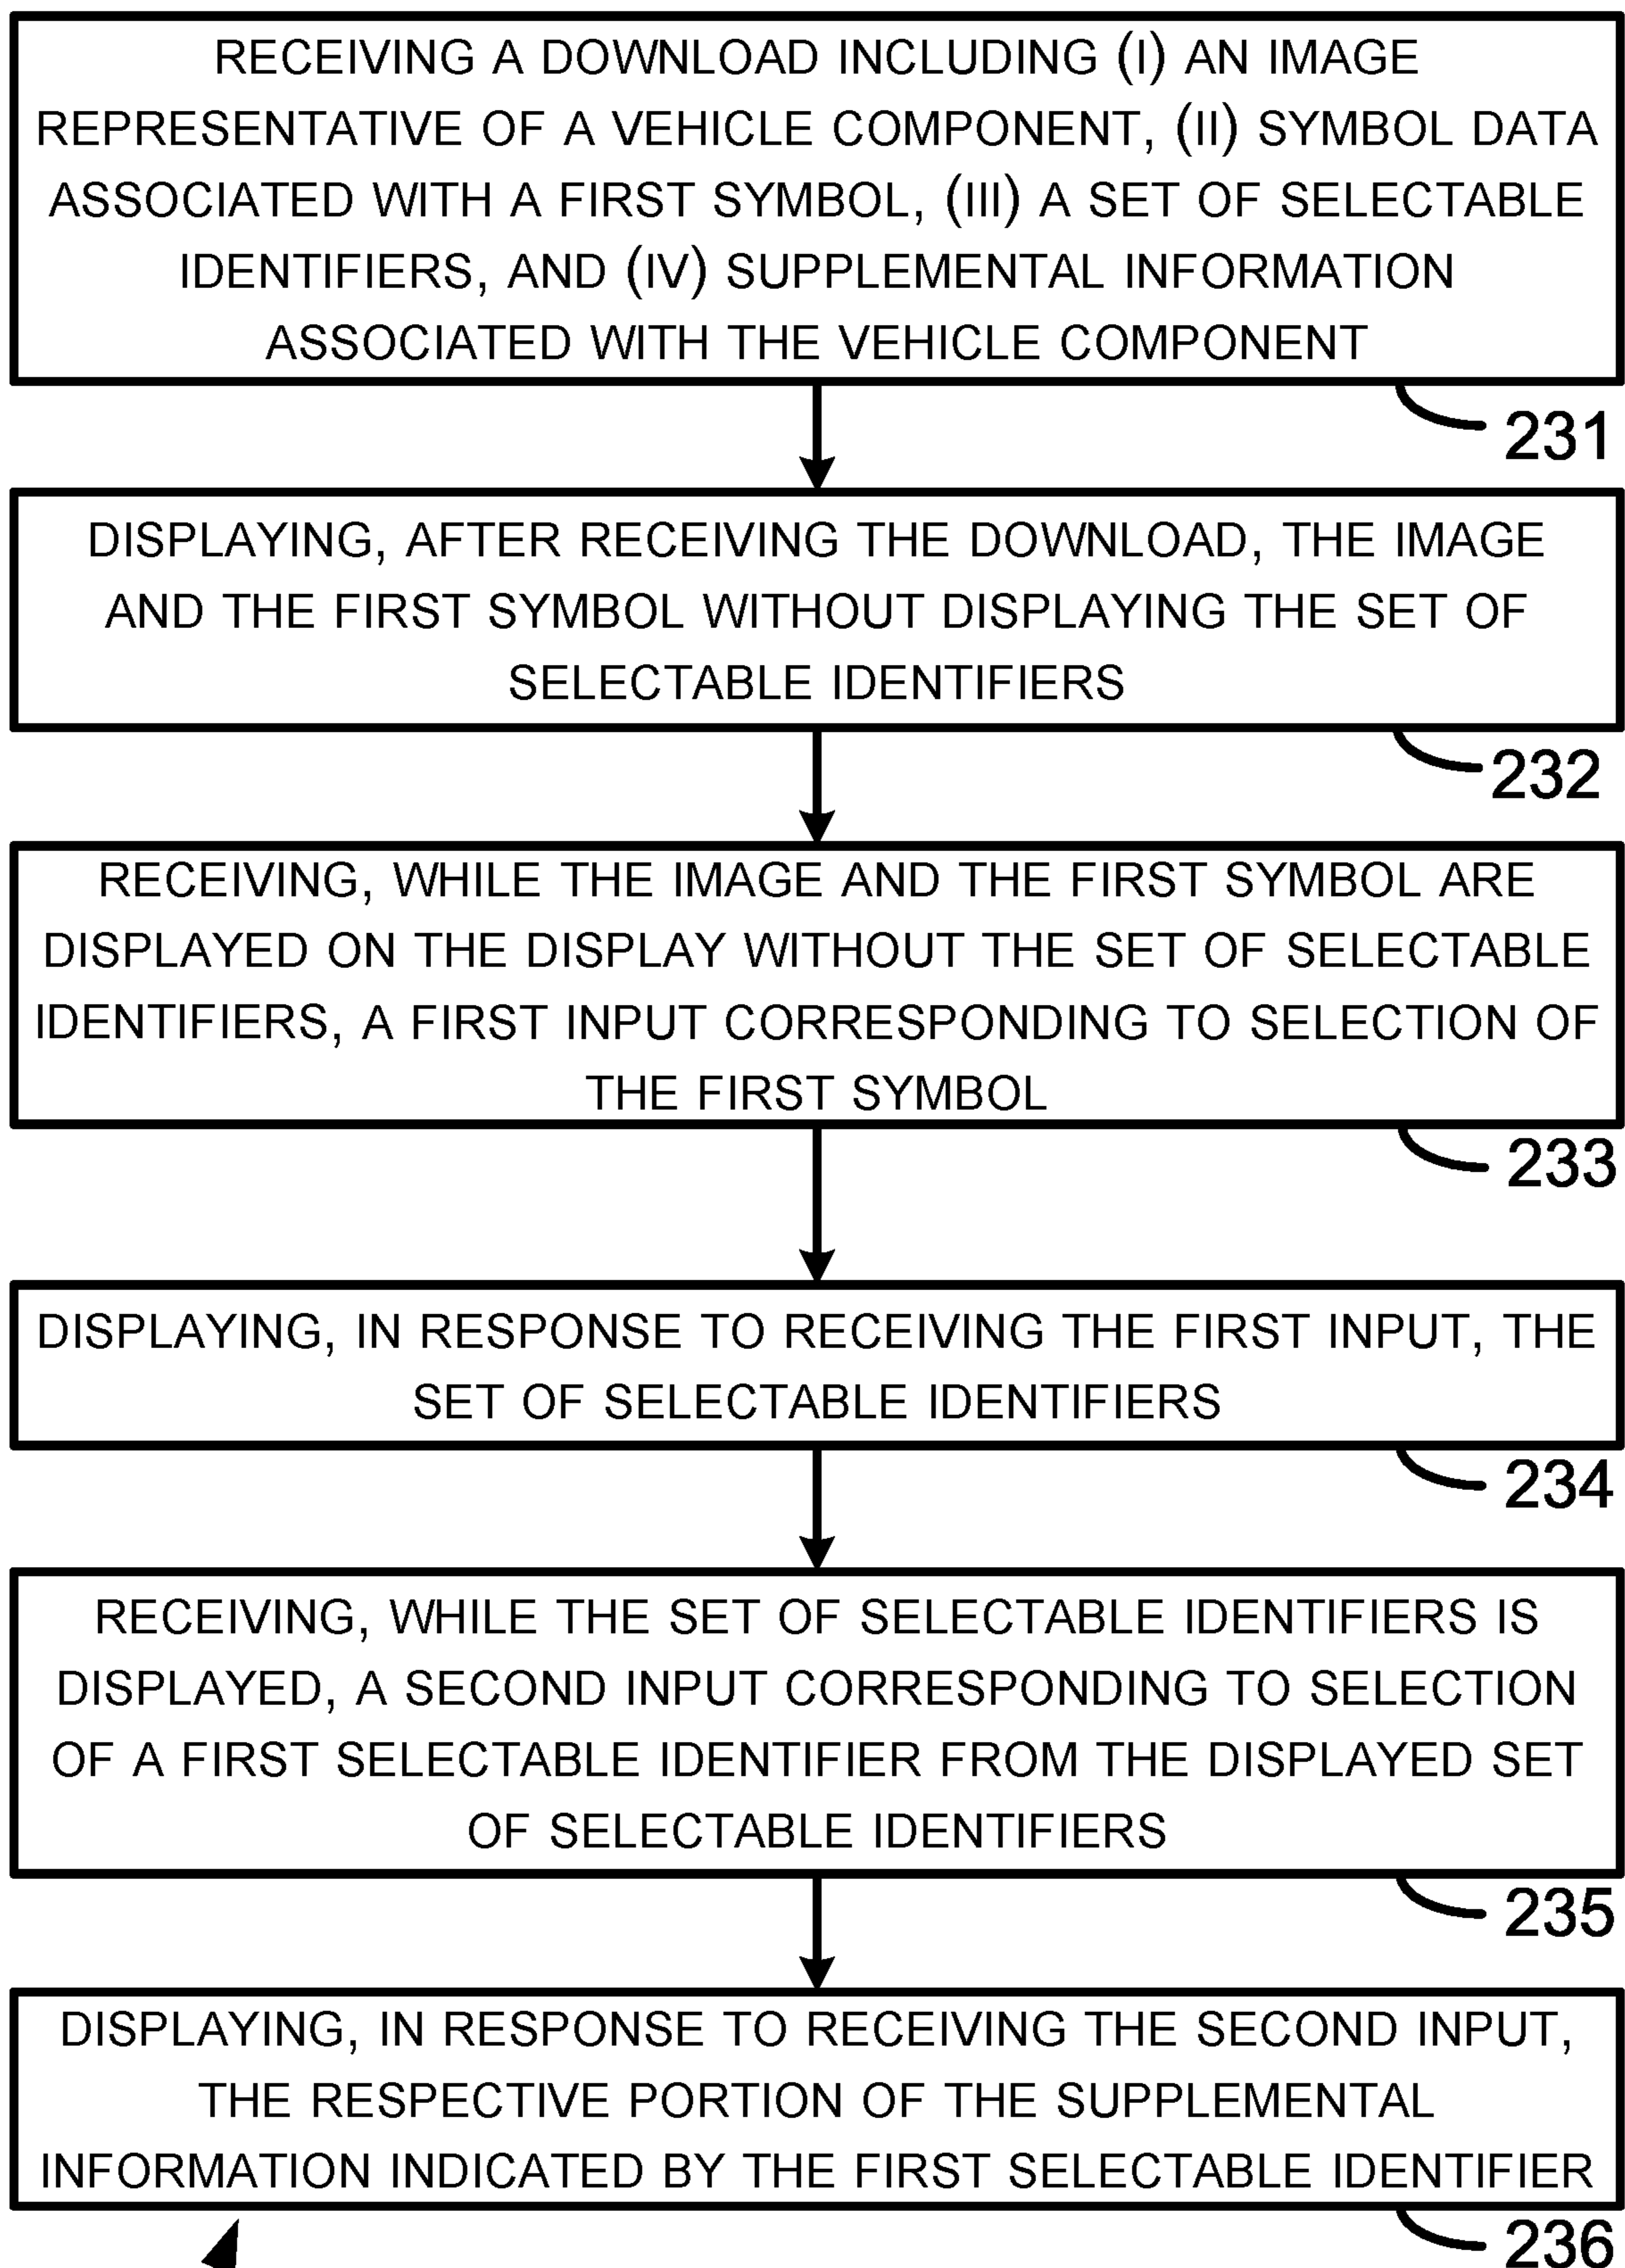 RECEIVING A DOWNLOAD INCLUDING (I) AN IMAGE
REPRESENTATIVE OF A VEHICLE COMPONENT, (II) SYMBOL DATA
ASSOCIATED WITH A FIRST SYMBOL, (III) A SET OF SELECTABLE
IDENTIFIERS, AND (IV) SUPPLEMENTAL INFORMATION
ASSOCIATED WITH THE VEHICLE COMPONENT
231
DISPLAYING, AFTER RECEIVING THE DOWNLOAD, THE IMAGE
AND THE FIRST SYMBOL WITHOUT DISPLAYING THE SET OF
SELECTABLE IDENTIFIERS
232
RECEIVING, WHILE THE IMAGE AND THE FIRST SYMBOL ARE
DISPLAYED ON THE DISPLAY WITHOUT THE SET OF SELECTABLE
IDENTIFIERS, A FIRST INPUT CORRESPONDING TO SELECTION OF
THE FIRST SYMBOL
233
DISPLAYING, IN RESPONSE TO RECEIVING THE FIRST INPUT, THE
SET OF SELECTABLE IDENTIFIERS
234
RECEIVING, WHILE THE SET OF SELECTABLE IDENTIFIERS IS
DISPLAYED, A SECOND INPUT CORRESPONDING TO SELECTION
OF A FIRST SELECTABLE IDENTIFIER FROM THE DISPLAYED SET
OF SELECTABLE IDENTIFIERS
235
DISPLAYING, IN RESPONSE TO RECEIVING THE SECOND INPUT,
THE RESPECTIVE PORTION OF THE SUPPLEMENTAL
INFORMATION INDICATED BY THE FIRST SELECTABLE IDENTIFIER
236